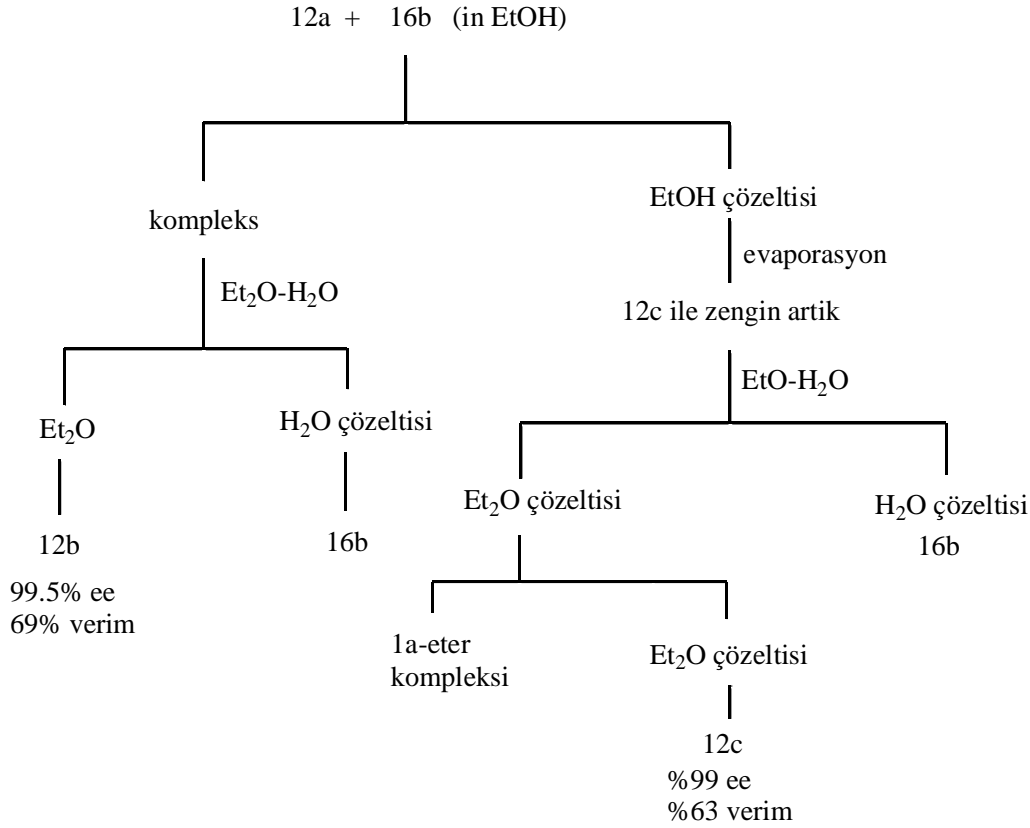 12a + 16b (in EtOH)
kompleks
EtOH çözeltisi
evaporasyon
Et₂O-H₂O
12c ile zengin artik
EtO-H₂O
Et₂O
H₂O çözeltisi
Et₂O çözeltisi
H₂O çözeltisi
16b
12b
16b
99.5% ee
69% verim
1a-eter
kompleksi
Et₂O çözeltisi
12c
%99 ee
%63 verim